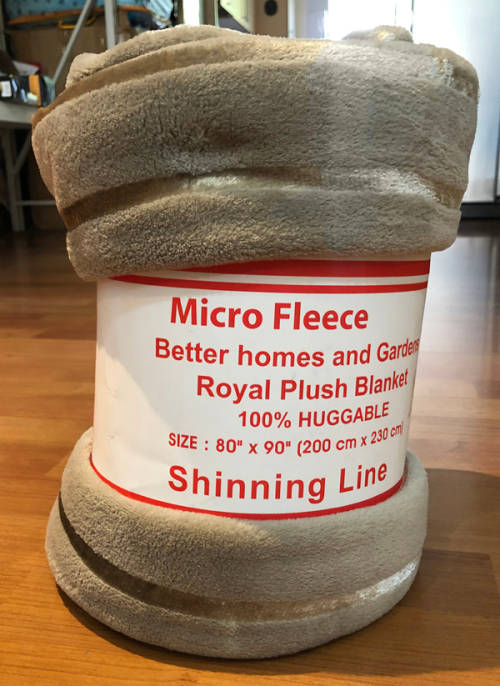 Micro Fleece
Better homes and Gardens
Royal Plush Blanket
100% HUGGABLE
SIZE : 80" x 90" (200 cm x 230 cm)
Shinning Line